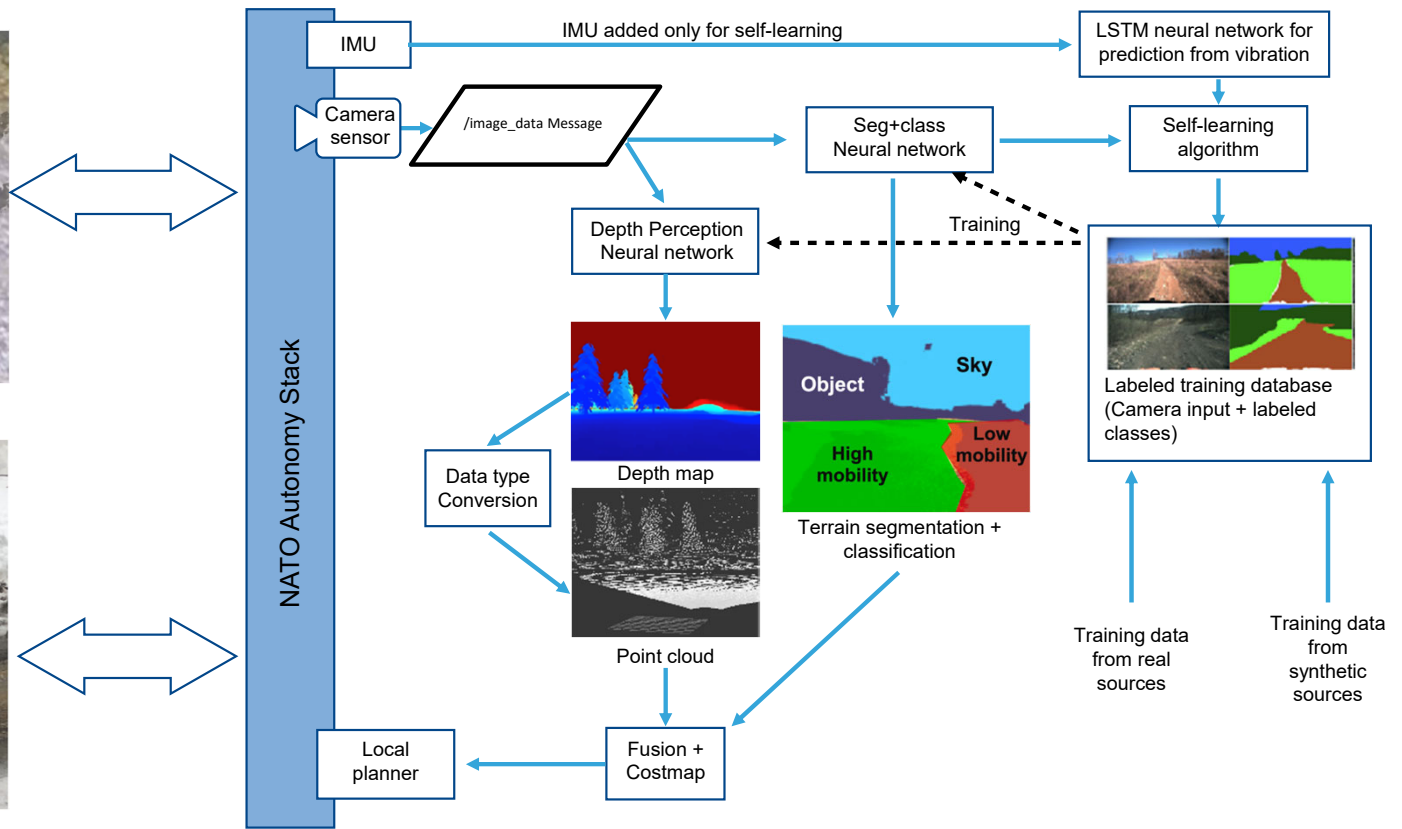 IMU
IMU added only for self-learning
LSTM neural network for
prediction from vibration
Camera
sensor
/image_data Message
Seg+class
Neural network
Self-learning
algorithm
Depth Perception
Neural network
Training
NATO Autonomy Stack
Object
Sky
High
mobility
Low
mobility
Labeled training database
(Camera input + labeled
classes)
Depth map
Data type
Conversion
Terrain segmentation +
classification
Point cloud
Training data
from real
sources
Training data
from
synthetic
sources
Local
planner
Fusion +
Costmap